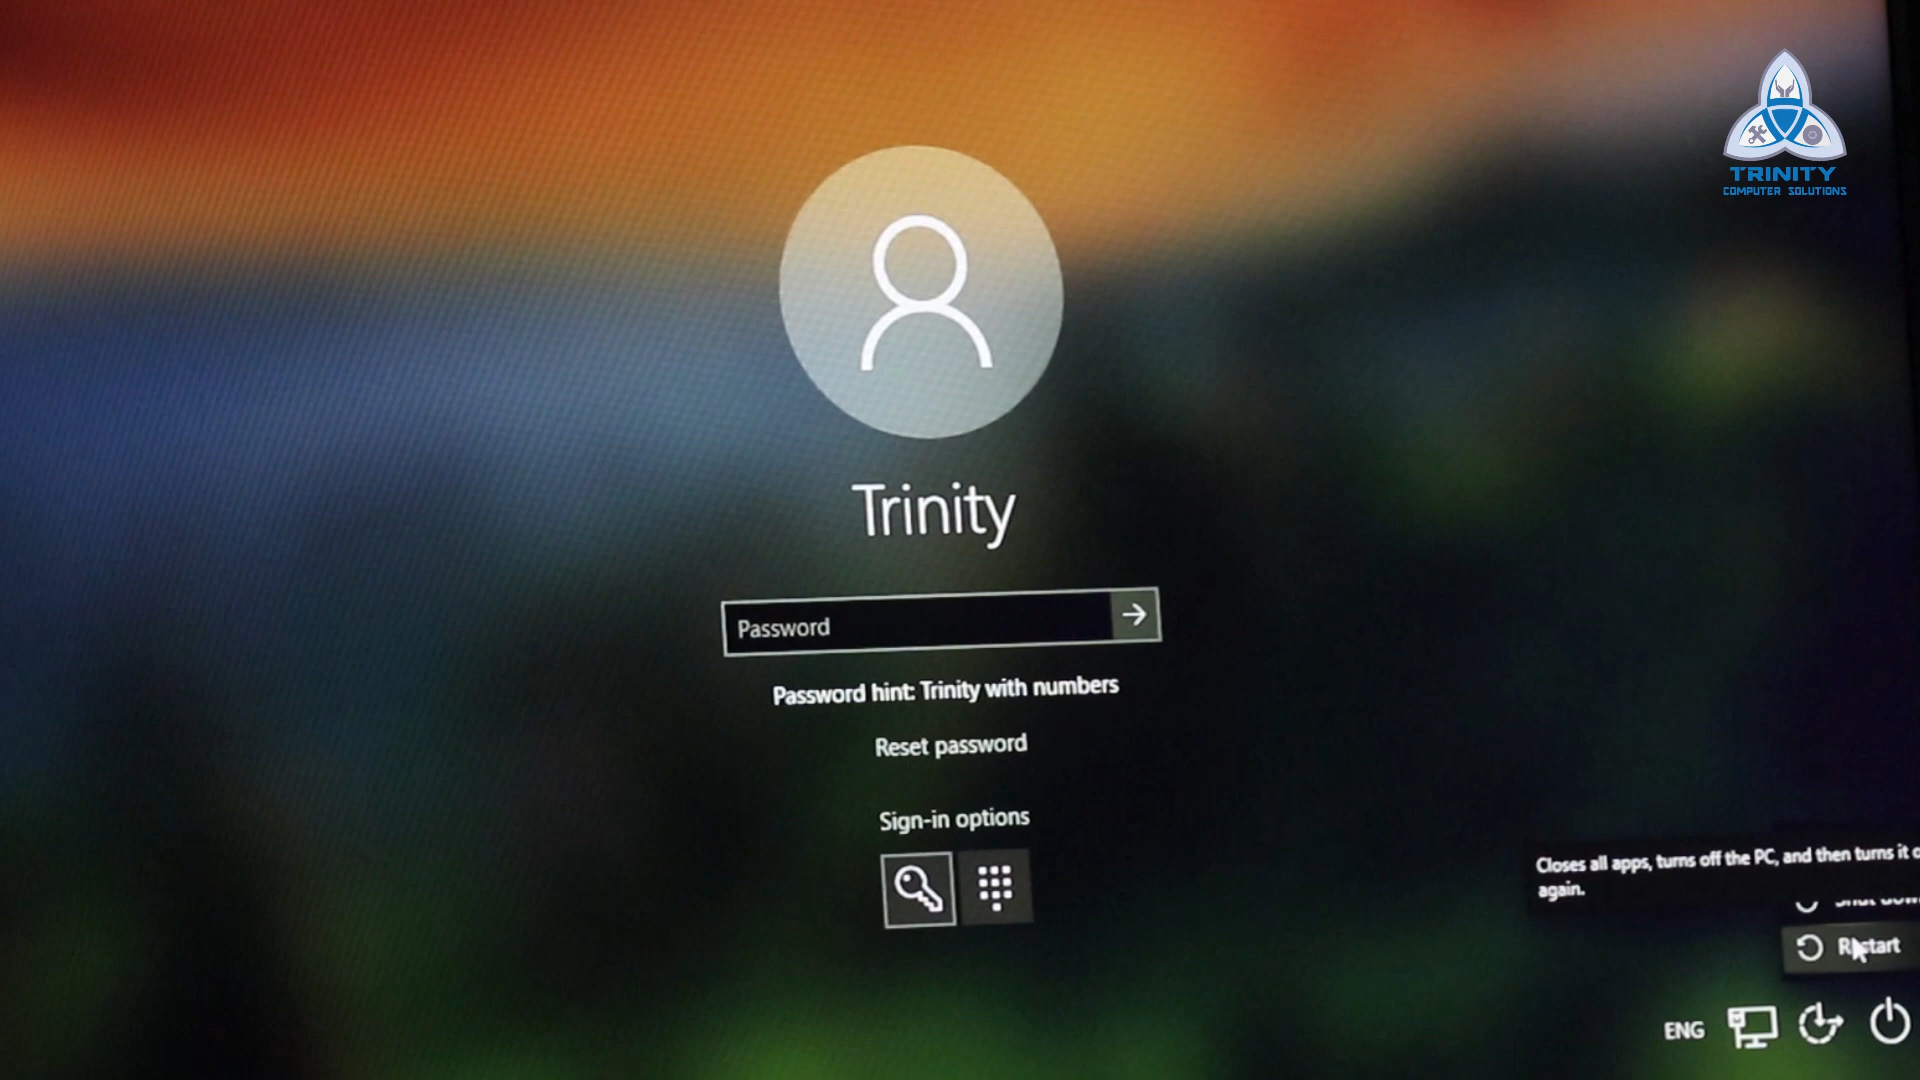 TRINITY
COMPUTER SOLUTIONS
Trinity
Password
Password hint: Trinity with numbers
Reset password
Sign-in options
Closes all apps, turns off the PC, and then turns it
again.
Restart
ENG